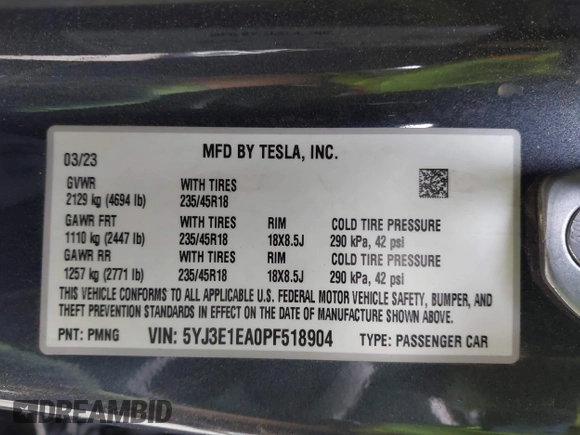 MFD BY TESLA, INC.
03/23
GVWR WITH TIRES
2129 kg (4694 lb) 235/45R18
GAWR FRT WITH TIRES RIM COLD TIRE PRESSURE
1110 kg (2447 lb) 235/45R18 18X8.5J 290 kPa, 42 psi
GAWR RR WITH TIRES RIM COLD TIRE PRESSURE
1257 kg (2771 lb) 235/45R18 18X8.5J 290 kPa, 42 psi
THIS VEHICLE CONFORMS TO ALL APPLICABLE U.S. FEDERAL MOTOR VEHICLE SAFETY, BUMPER, AND
THEFT PREVENTION STANDARDS IN EFFECT ON THE DATE OF MANUFACTURE SHOWN ABOVE.
PNT: PMNG VIN: 5YJ3E1EA0PF518904 TYPE: PASSENGER CAR
DREAMBID